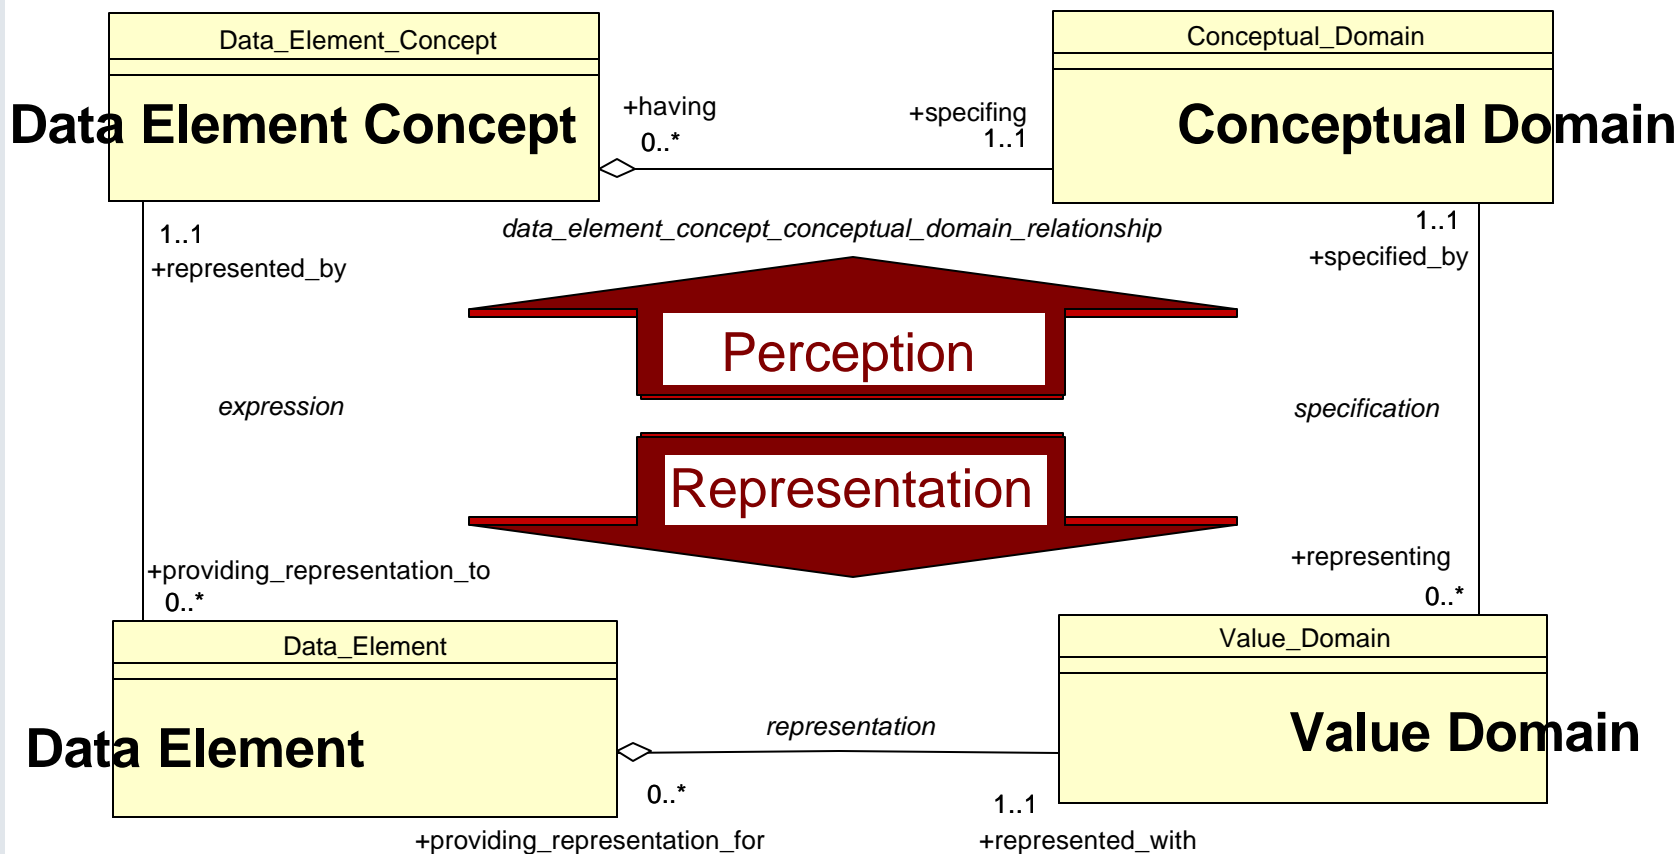 Data_Element_Concept
Conceptual_Domain
Data Element Concept
+having
0..*
+specifing
1..1
Conceptual Domain
1..1
+represented_by
data_element_concept_conceptual_domain_relationship
1..1
+specified_by
Perception
expression
specification
Representation
+providing_representation_to
0..*
+representing
0..*
Data_Element
Value_Domain
Data Element
representation
Value Domain
0..*
+providing_representation_for
1..1
+represented_with